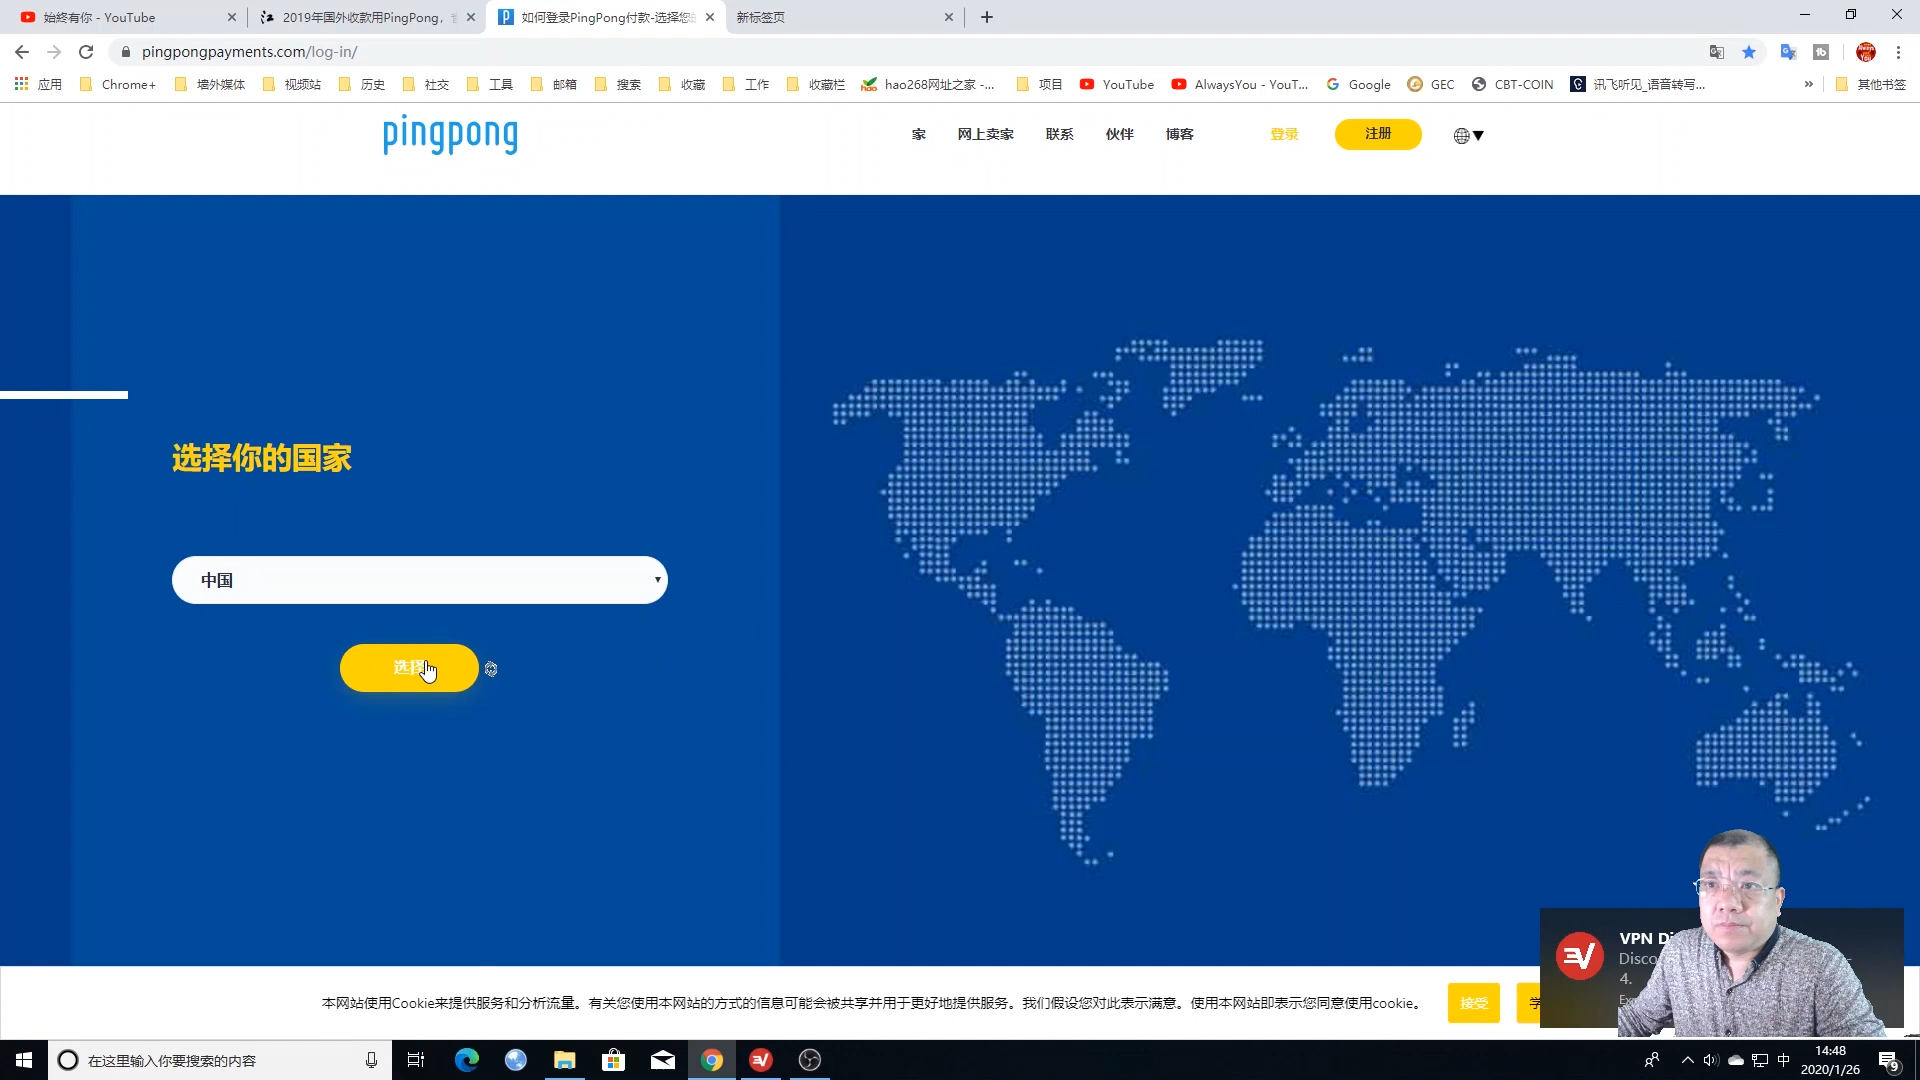 始终有你 - YouTube
2019年国外收款用PingPong,
如何登录PingPong付款-选择您
新标签页
pingpongpayments.com/log-in/
应用
Chrome+
墙外媒体
视频站
历史
社交
工具
邮箱
搜索
收藏
工作
收藏栏
hao268网址之家 -...
项目
YouTube
AlwaysYou - YouT...
Google
GEC
CBT-COIN
讯飞听见_语音转写...
»
其他书签
pingpong
家
网上卖家
联系
伙伴
博客
登录
注册
选择你的国家
中国
选择
VPN Di
Disco
4.
本网站使用Cookie来提供服务和分析流量。有关您使用本网站的方式的信息可能会被共享并用于更好地提供服务。我们假设您对此表示满意。使用本网站即表示您同意使用cookie。
接受
在这里输入你要搜索的内容
中
14:48
2020/1/26
9